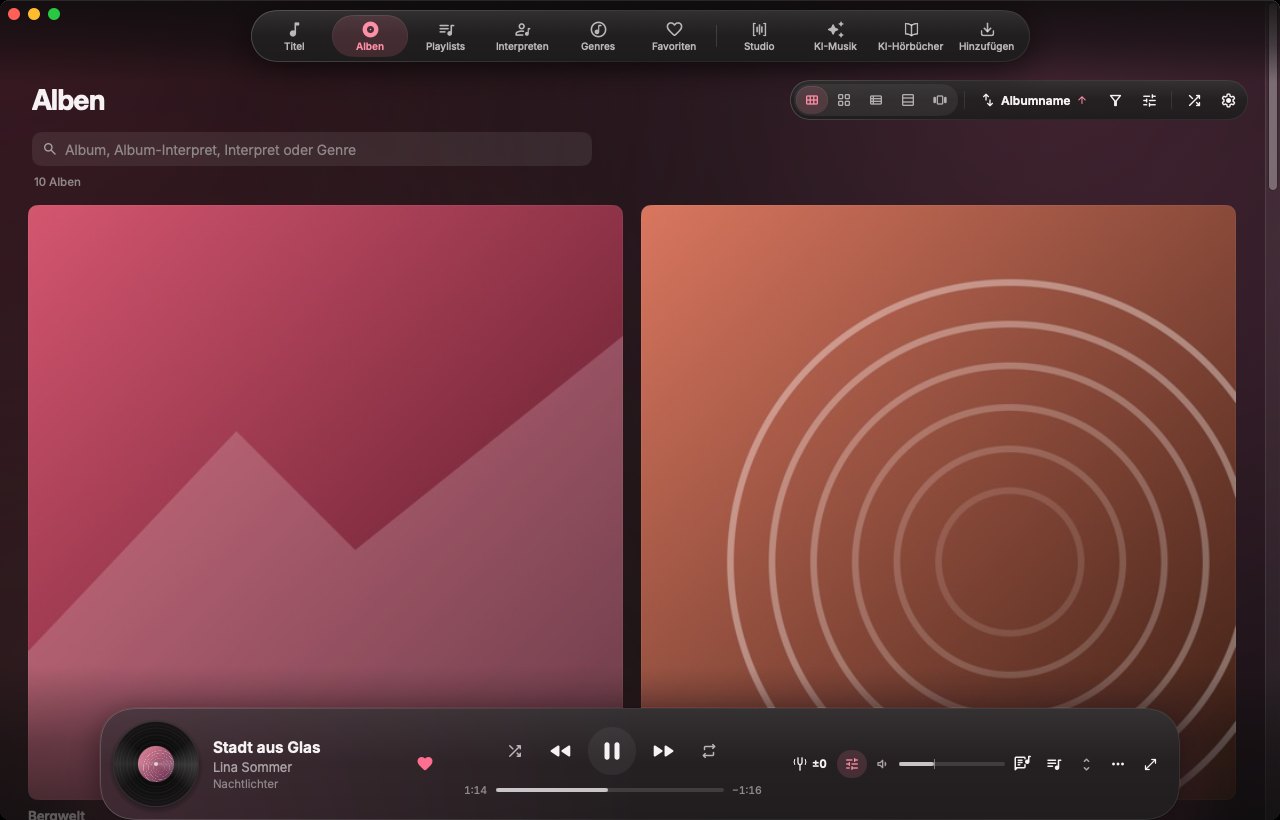 Titel
Alben
Playlists
Interpreten
Genres
Favoriten
Studio
KI-Musik
KI-Hörbücher
Hinzufügen
Alben
Albumname
Album, Album-Interpret, Interpret oder Genre
10 Alben
Stadt aus Glas
Lina Sommer
Nachtlichter
1:14
−1:16
±0
Bergwelt